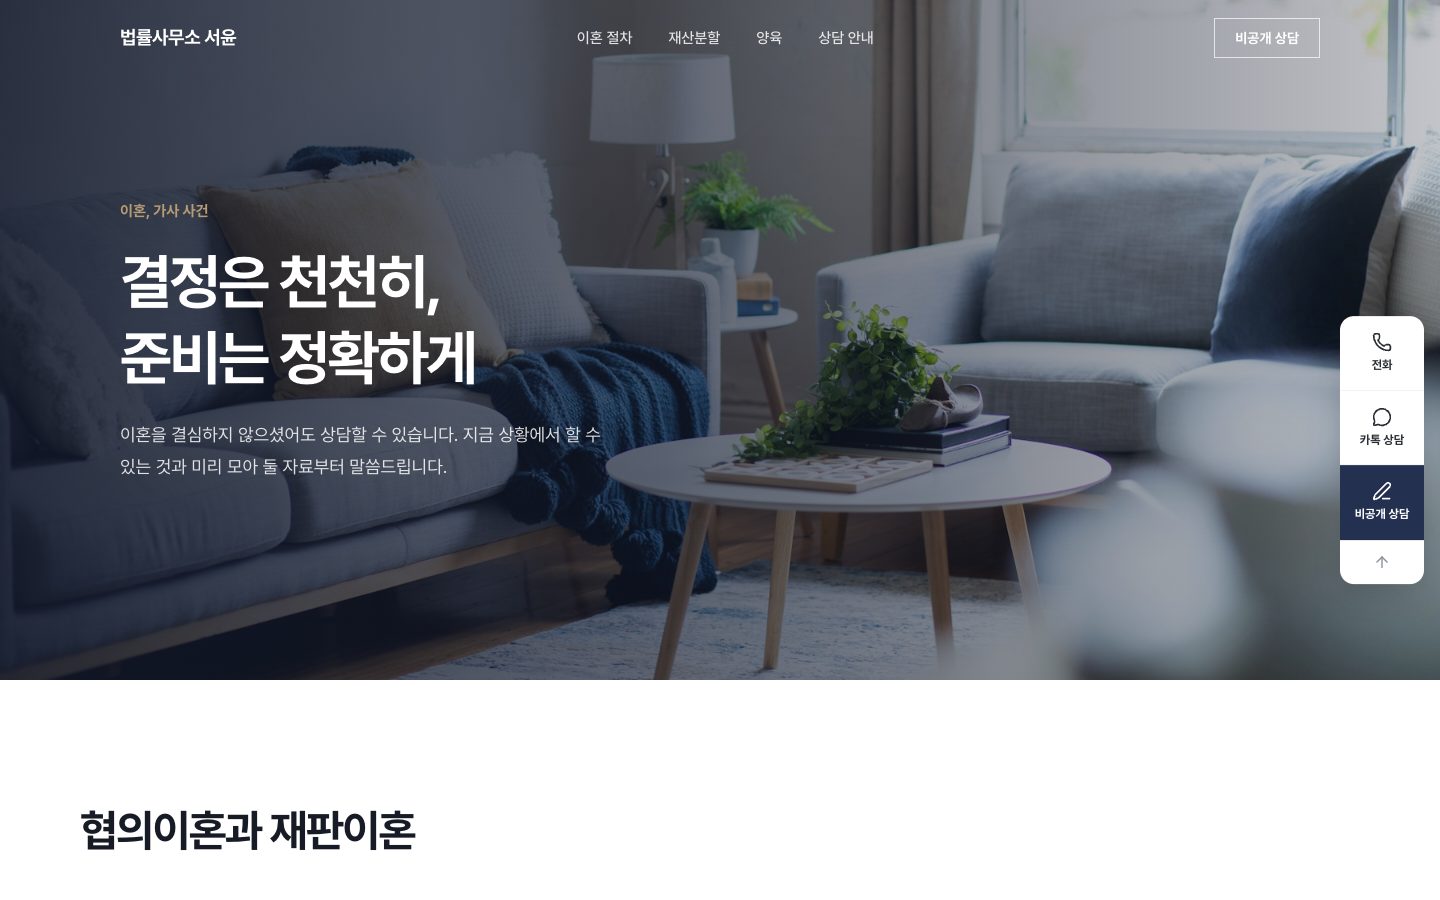 법률사무소 서윤
이혼 절차
재산분할
양육
상담 안내
비공개 상담
이혼, 가사 사건
결정은 천천히,
준비는 정확하게
이혼을 결심하지 않으셨어도 상담할 수 있습니다. 지금 상황에서 할 수
있는 것과 미리 모아 둘 자료부터 말씀드립니다.
전화
카톡 상담
비공개 상담
협의이혼과 재판이혼